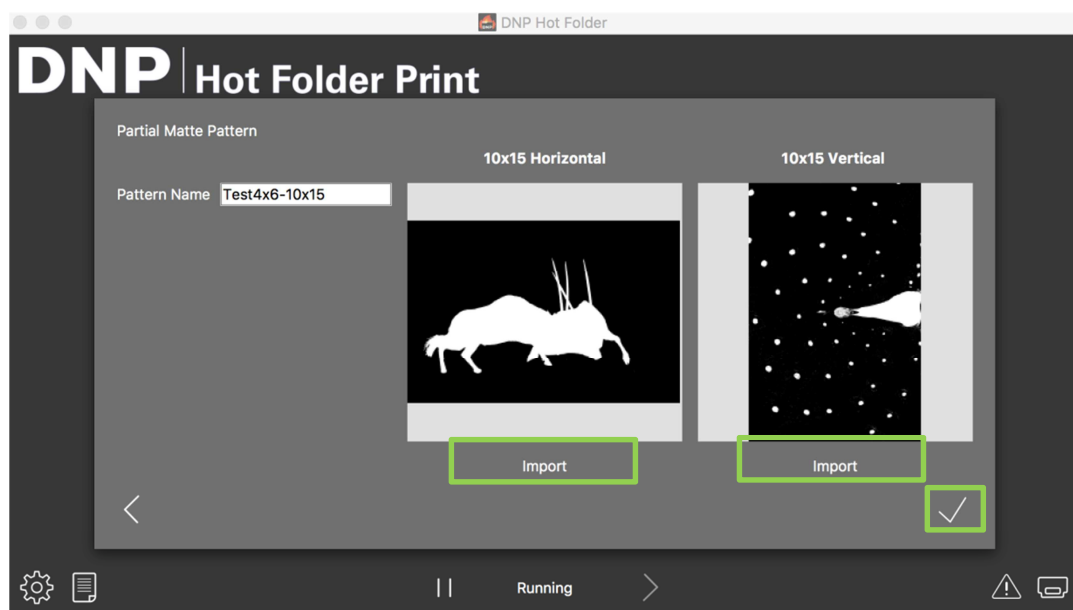 DNP Hot Folder
DNP Hot Folder Print
Partial Matte Pattern
10x15 Horizontal
10x15 Vertical
Pattern Name Test4x6-10x15
Import
Import
Running